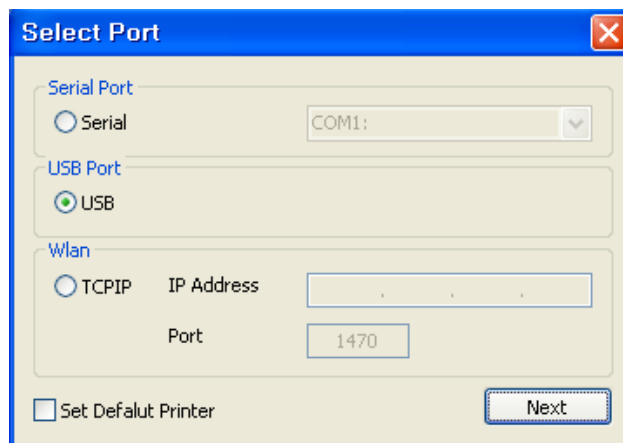 Select Port
Serial Port
Serial COM1:
USB Port
USB
Wlan
TCPIP IP Address . . .
Port 1470
Set Defalut Printer Next